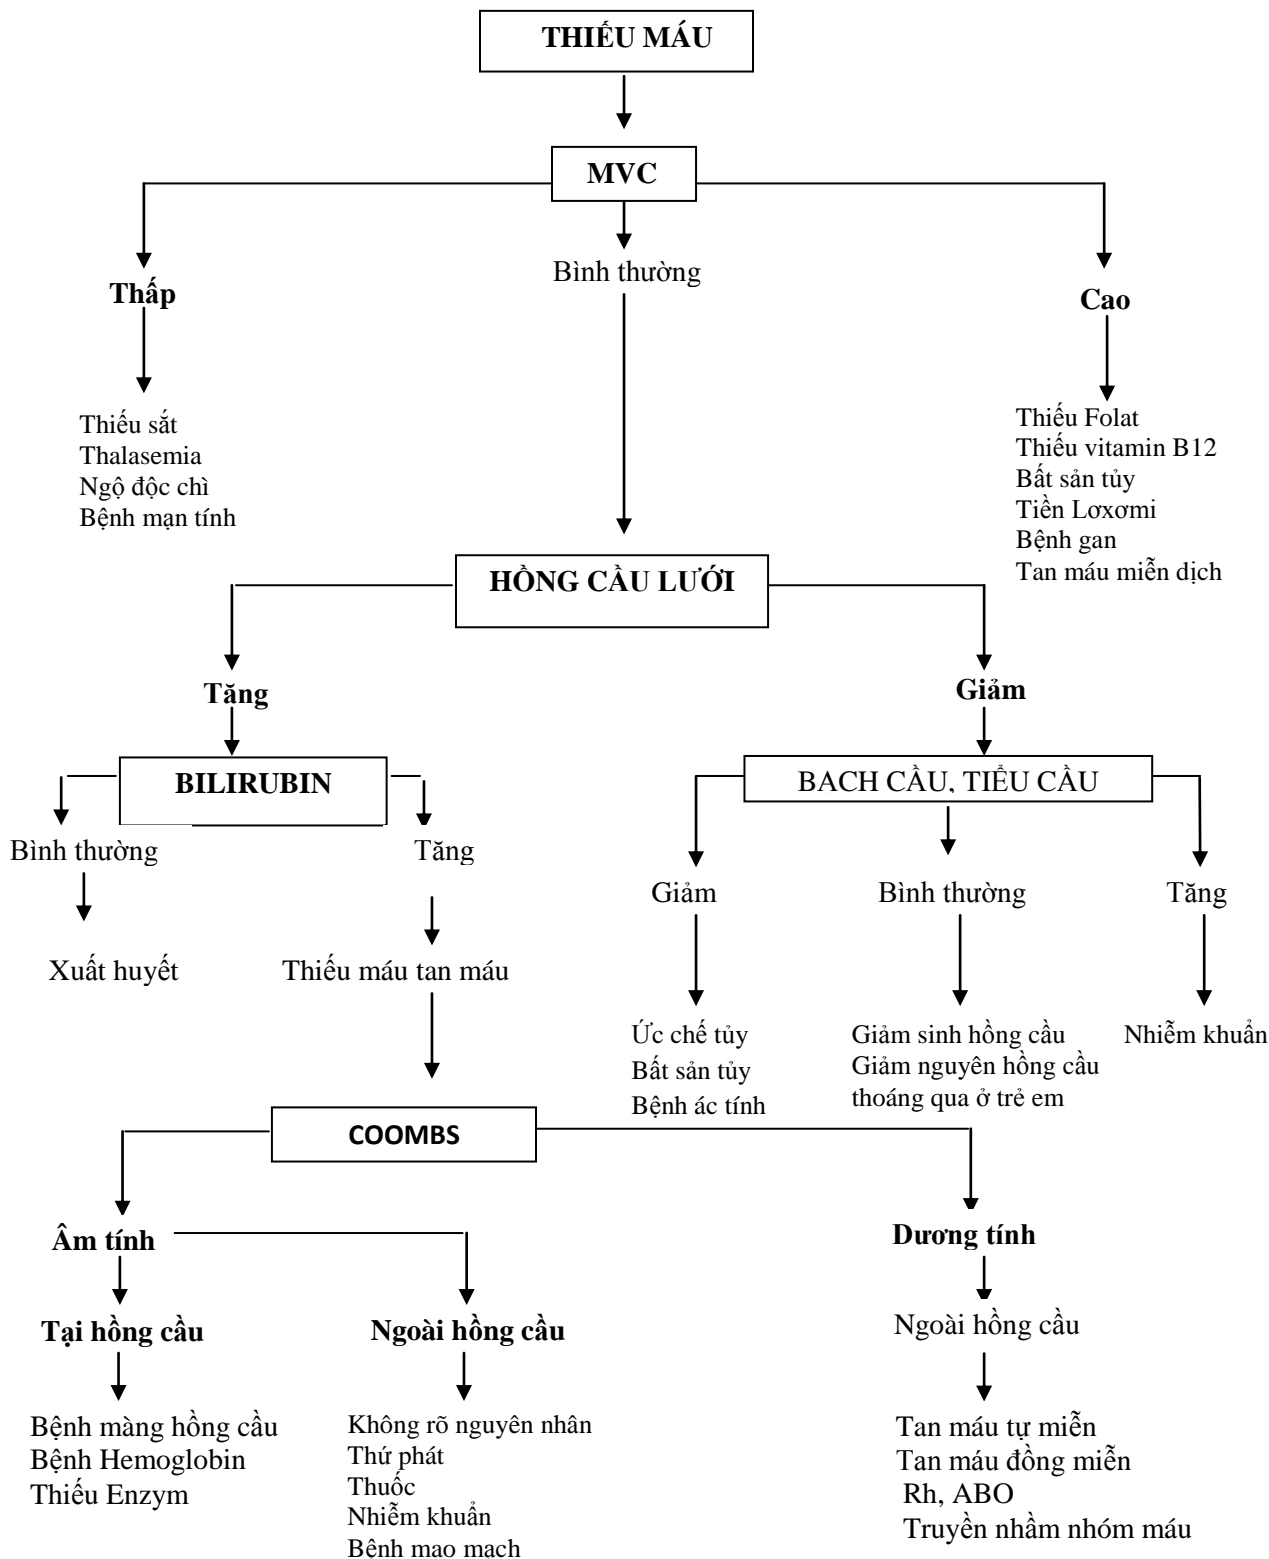 THIẾU MÁU
MVC
Thấp
Bình thường
Cao
Thiếu sắt
Thalasemia
Ngộ độc chì
Bệnh mạn tính
Thiếu Folat
Thiếu vitamin B12
Bất sản tủy
Tiền Lơxơmi
Bệnh gan
Tan máu miễn dịch
HỒNG CẦU LƯỚI
Tăng
Giảm
BILIRUBIN
BACH CẦU, TIỂU CẦU
Bình thường
Tăng
Giảm
Bình thường
Tăng
Xuất huyết
Thiếu máu tan máu
Ức chế tủy
Bất sản tủy
Bệnh ác tính
Giảm sinh hồng cầu
Giảm nguyên hồng cầu
thoáng qua ở trẻ em
Nhiễm khuẩn
COOMBS
Âm tính
Dương tính
Tại hồng cầu
Ngoài hồng cầu
Ngoài hồng cầu
Bệnh màng hồng cầu
Bệnh Hemoglobin
Thiếu Enzym
Không rõ nguyên nhân
Thứ phát
Thuốc
Nhiễm khuẩn
Bệnh mao mạch
Tan máu tự miễn
Tan máu đồng miễn
Rh, ABO
Truyền nhầm nhóm máu